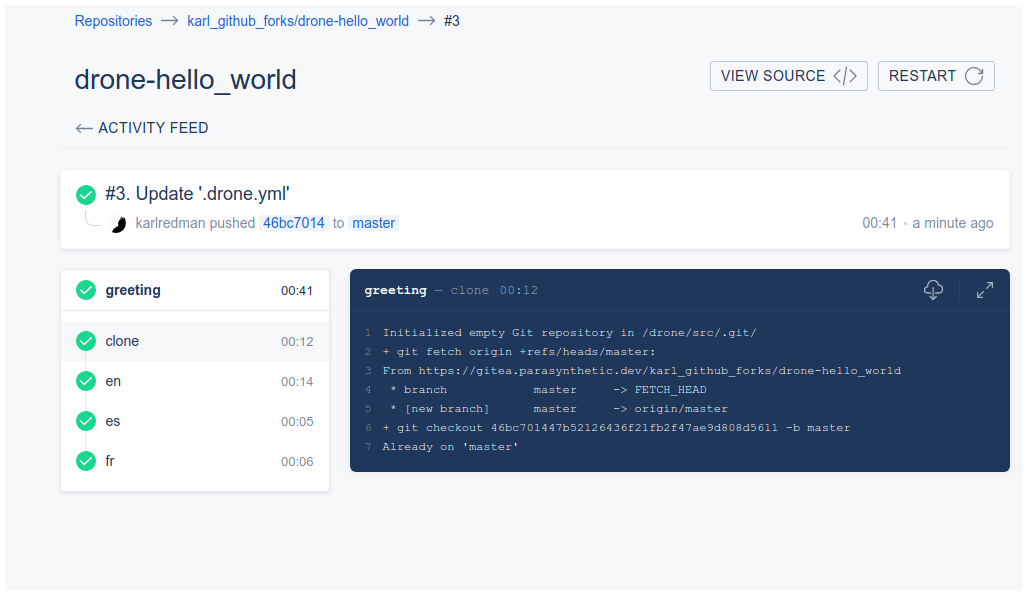 Repositories → karl_github_forks/drone-hello_world → #3
drone-hello_world
VIEW SOURCE </>
RESTART
← ACTIVITY FEED
#3. Update '.drone.yml'
karlredman pushed 46bc7014 to master
00:41 • a minute ago
greeting 00:41
clone 00:12
en 00:14
es 00:05
fr 00:06
greeting — clone 00:12
1 Initialized empty Git repository in /drone/src/.git/
2 + git fetch origin +refs/heads/master:
3 From https://gitea.parasynthetic.dev/karl_github_forks/drone-hello_world
4  * branch            master     -> FETCH_HEAD
5  * [new branch]      master     -> origin/master
6 + git checkout 46bc701447b52126436f21fb2f47ae9d808d5611 -b master
7 Already on 'master'